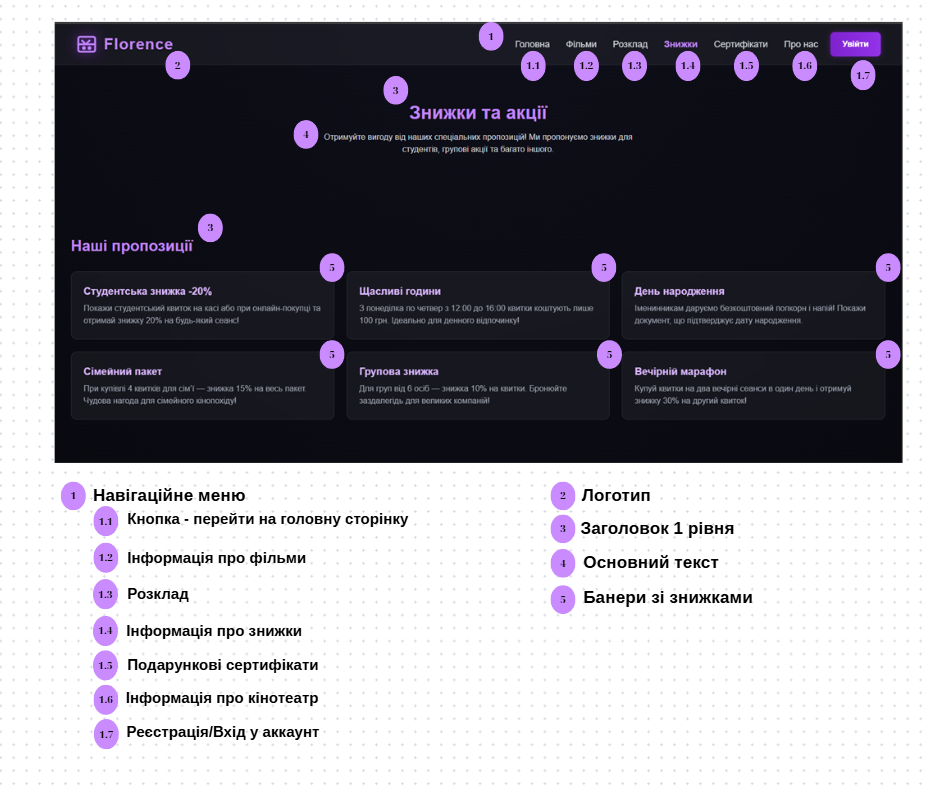 Florence
1
Головна Фільми Розклад Знижки Сертифікати Про нас Увійти
2
1.1 1.2 1.3 1.4 1.5 1.6 1.7
3
Знижки та акції
4
Отримуйте вигоду від наших спеціальних пропозицій! Ми пропонуємо знижки для
студентів, групові акції та багато іншого.
3
Наші пропозиції
5 5 5
Студентська знижка -20%
Покажи студентський квиток на касі або при онлайн-покупці та
отримай знижку 20% на будь-який сеанс!
Щасливі години
З понеділка по четвер з 12:00 до 16:00 квитки коштують лише
100 грн. Ідеально для денного відпочинку!
День народження
Іменинникам даруємо безкоштовний попкорн і напій! Покажи
документ, що підтверджує дату народження.
5 5 5
Сімейний пакет
При купівлі 4 квитків для сім'ї — знижка 15% на весь пакет.
Чудова нагода для сімейного кінопоходу!
Групова знижка
Для груп від 6 осіб — знижка 10% на квитки. Бронюйте
заздалегідь для великих компаній!
Вечірній марафон
Купуй квитки на два вечірні сеанси в один день і отримуй
знижку 30% на другий квиток!
1 Навігаційне меню
1.1 Кнопка - перейти на головну сторінку
1.2 Інформація про фільми
1.3 Розклад
1.4 Інформація про знижки
1.5 Подарункові сертифікати
1.6 Інформація про кінотеатр
1.7 Реєстрація/Вхід у аккаунт
2 Логотип
3 Заголовок 1 рівня
4 Основний текст
5 Банери зі знижками